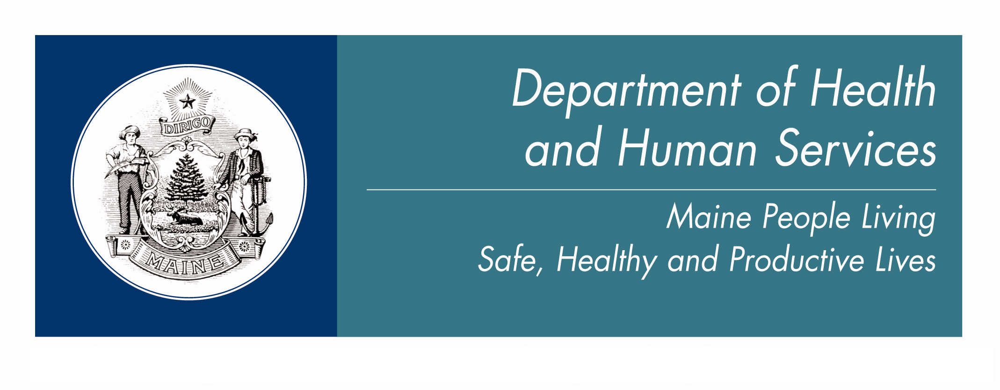 DIRIGO
MAINE
Department of Health
and Human Services
Maine People Living
Safe, Healthy and Productive Lives